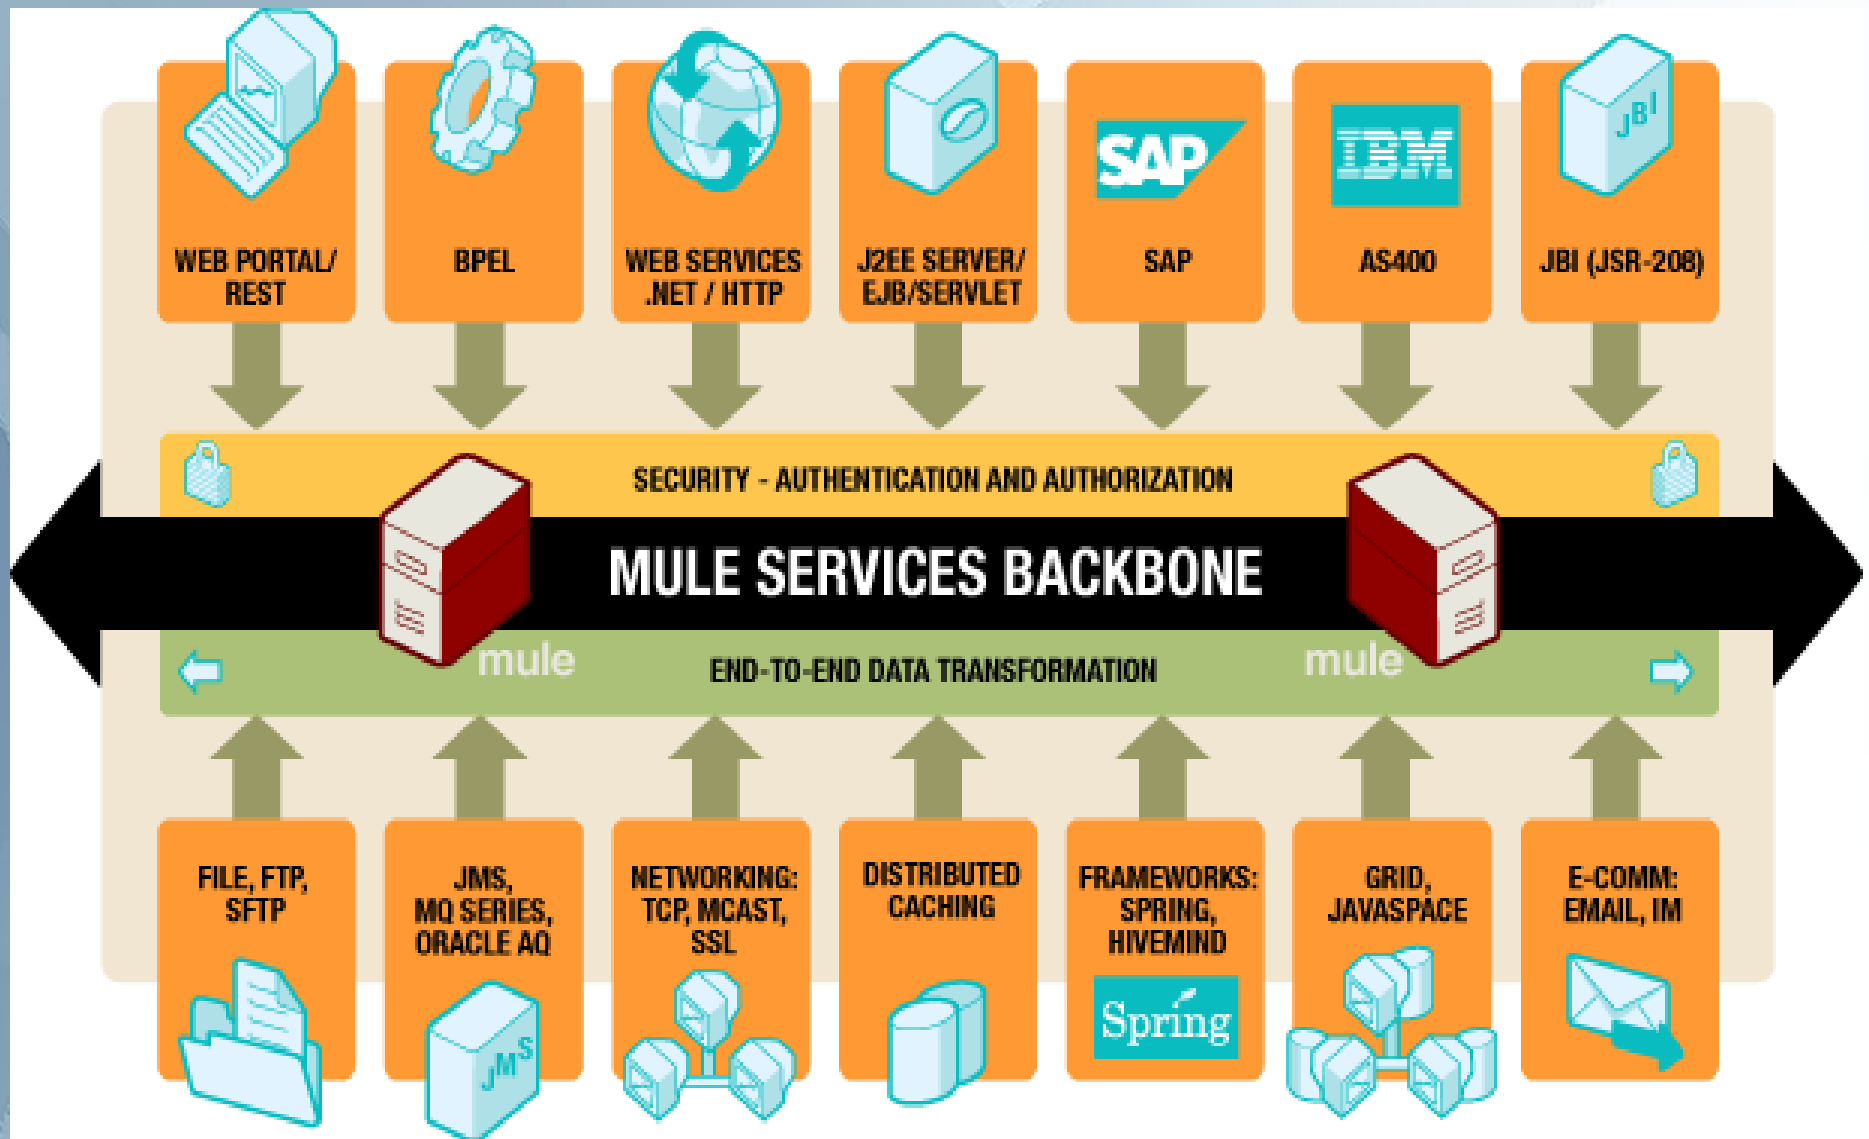 WEB PORTAL/
REST
BPEL
WEB SERVICES
.NET / HTTP
J2EE SERVER/
EJB/SERVLET
SAP
SAP
IBM
AS400
JBI
JBI (JSR-208)
SECURITY - AUTHENTICATION AND AUTHORIZATION
MULE SERVICES BACKBONE
mule
END-TO-END DATA TRANSFORMATION
mule
FILE, FTP,
SFTP
JMS,
MQ SERIES,
ORACLE AQ
JMS
NETWORKING:
TCP, MCAST,
SSL
DISTRIBUTED
CACHING
FRAMEWORKS:
SPRING,
HIVEMIND
Spring
GRID,
JAVASPACE
E-COMM:
EMAIL, IM